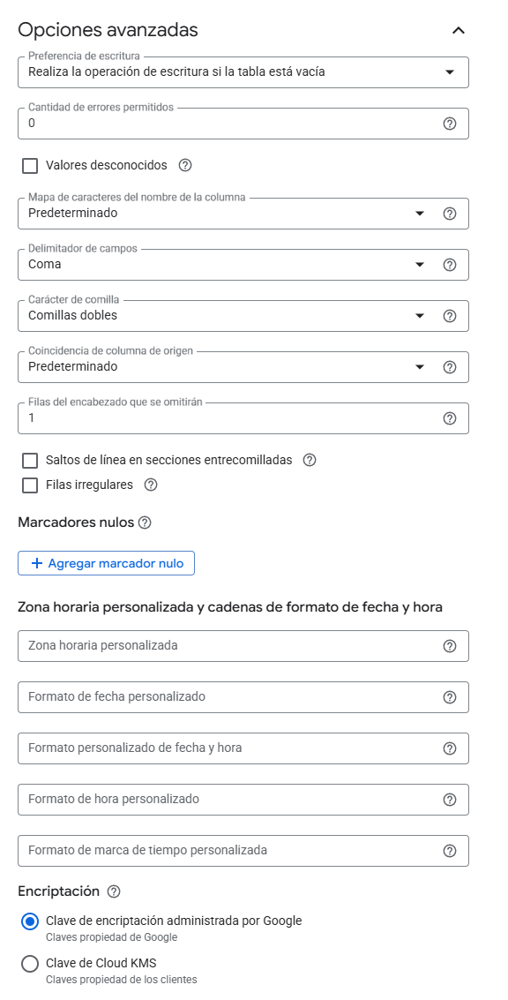 Opciones avanzadas
Preferencia de escritura
Realiza la operación de escritura si la tabla está vacía
Cantidad de errores permitidos
0
Valores desconocidos
Mapa de caracteres del nombre de la columna
Predeterminado
Delimitador de campos
Coma
Carácter de comilla
Comillas dobles
Coincidencia de columna de origen
Predeterminado
Filas del encabezado que se omitirán
1
Saltos de línea en secciones entrecomilladas
Filas irregulares
Marcadores nulos
+ Agregar marcador nulo
Zona horaria personalizada y cadenas de formato de fecha y hora
Zona horaria personalizada
Formato de fecha personalizado
Formato personalizado de fecha y hora
Formato de hora personalizado
Formato de marca de tiempo personalizada
Encriptación
Clave de encriptación administrada por Google
Claves propiedad de Google
Clave de Cloud KMS
Claves propiedad de los clientes